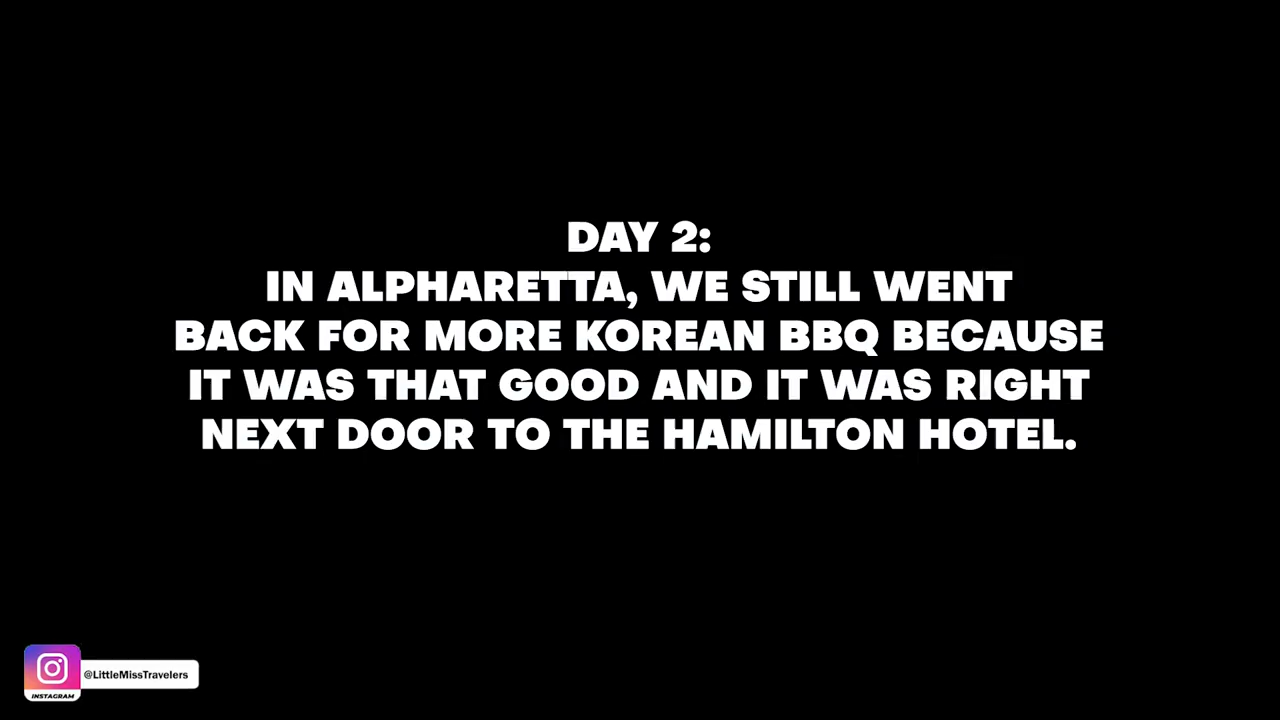 DAY 2:
IN ALPHARETTA, WE STILL WENT
BACK FOR MORE KOREAN BBQ BECAUSE
IT WAS THAT GOOD AND IT WAS RIGHT
NEXT DOOR TO THE HAMILTON HOTEL.
@LittleMissTravelers
INSTAGRAM